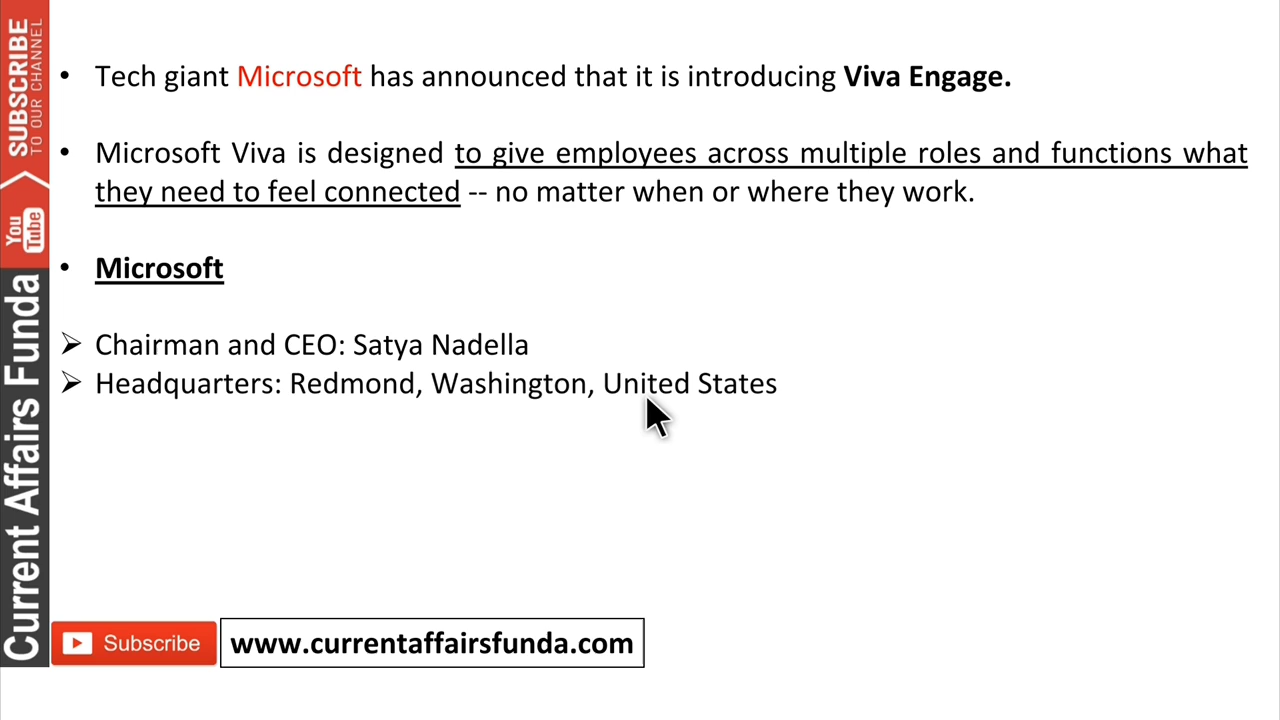 SUBSCRIBE
TO OUR CHANNEL
You
Tube
Current Affairs Funda
• Tech giant Microsoft has announced that it is introducing Viva Engage.
• Microsoft Viva is designed to give employees across multiple roles and functions what
they need to feel connected -- no matter when or where they work.
• Microsoft
➢ Chairman and CEO: Satya Nadella
➢ Headquarters: Redmond, Washington, United States
Subscribe
www.currentaffairsfunda.com